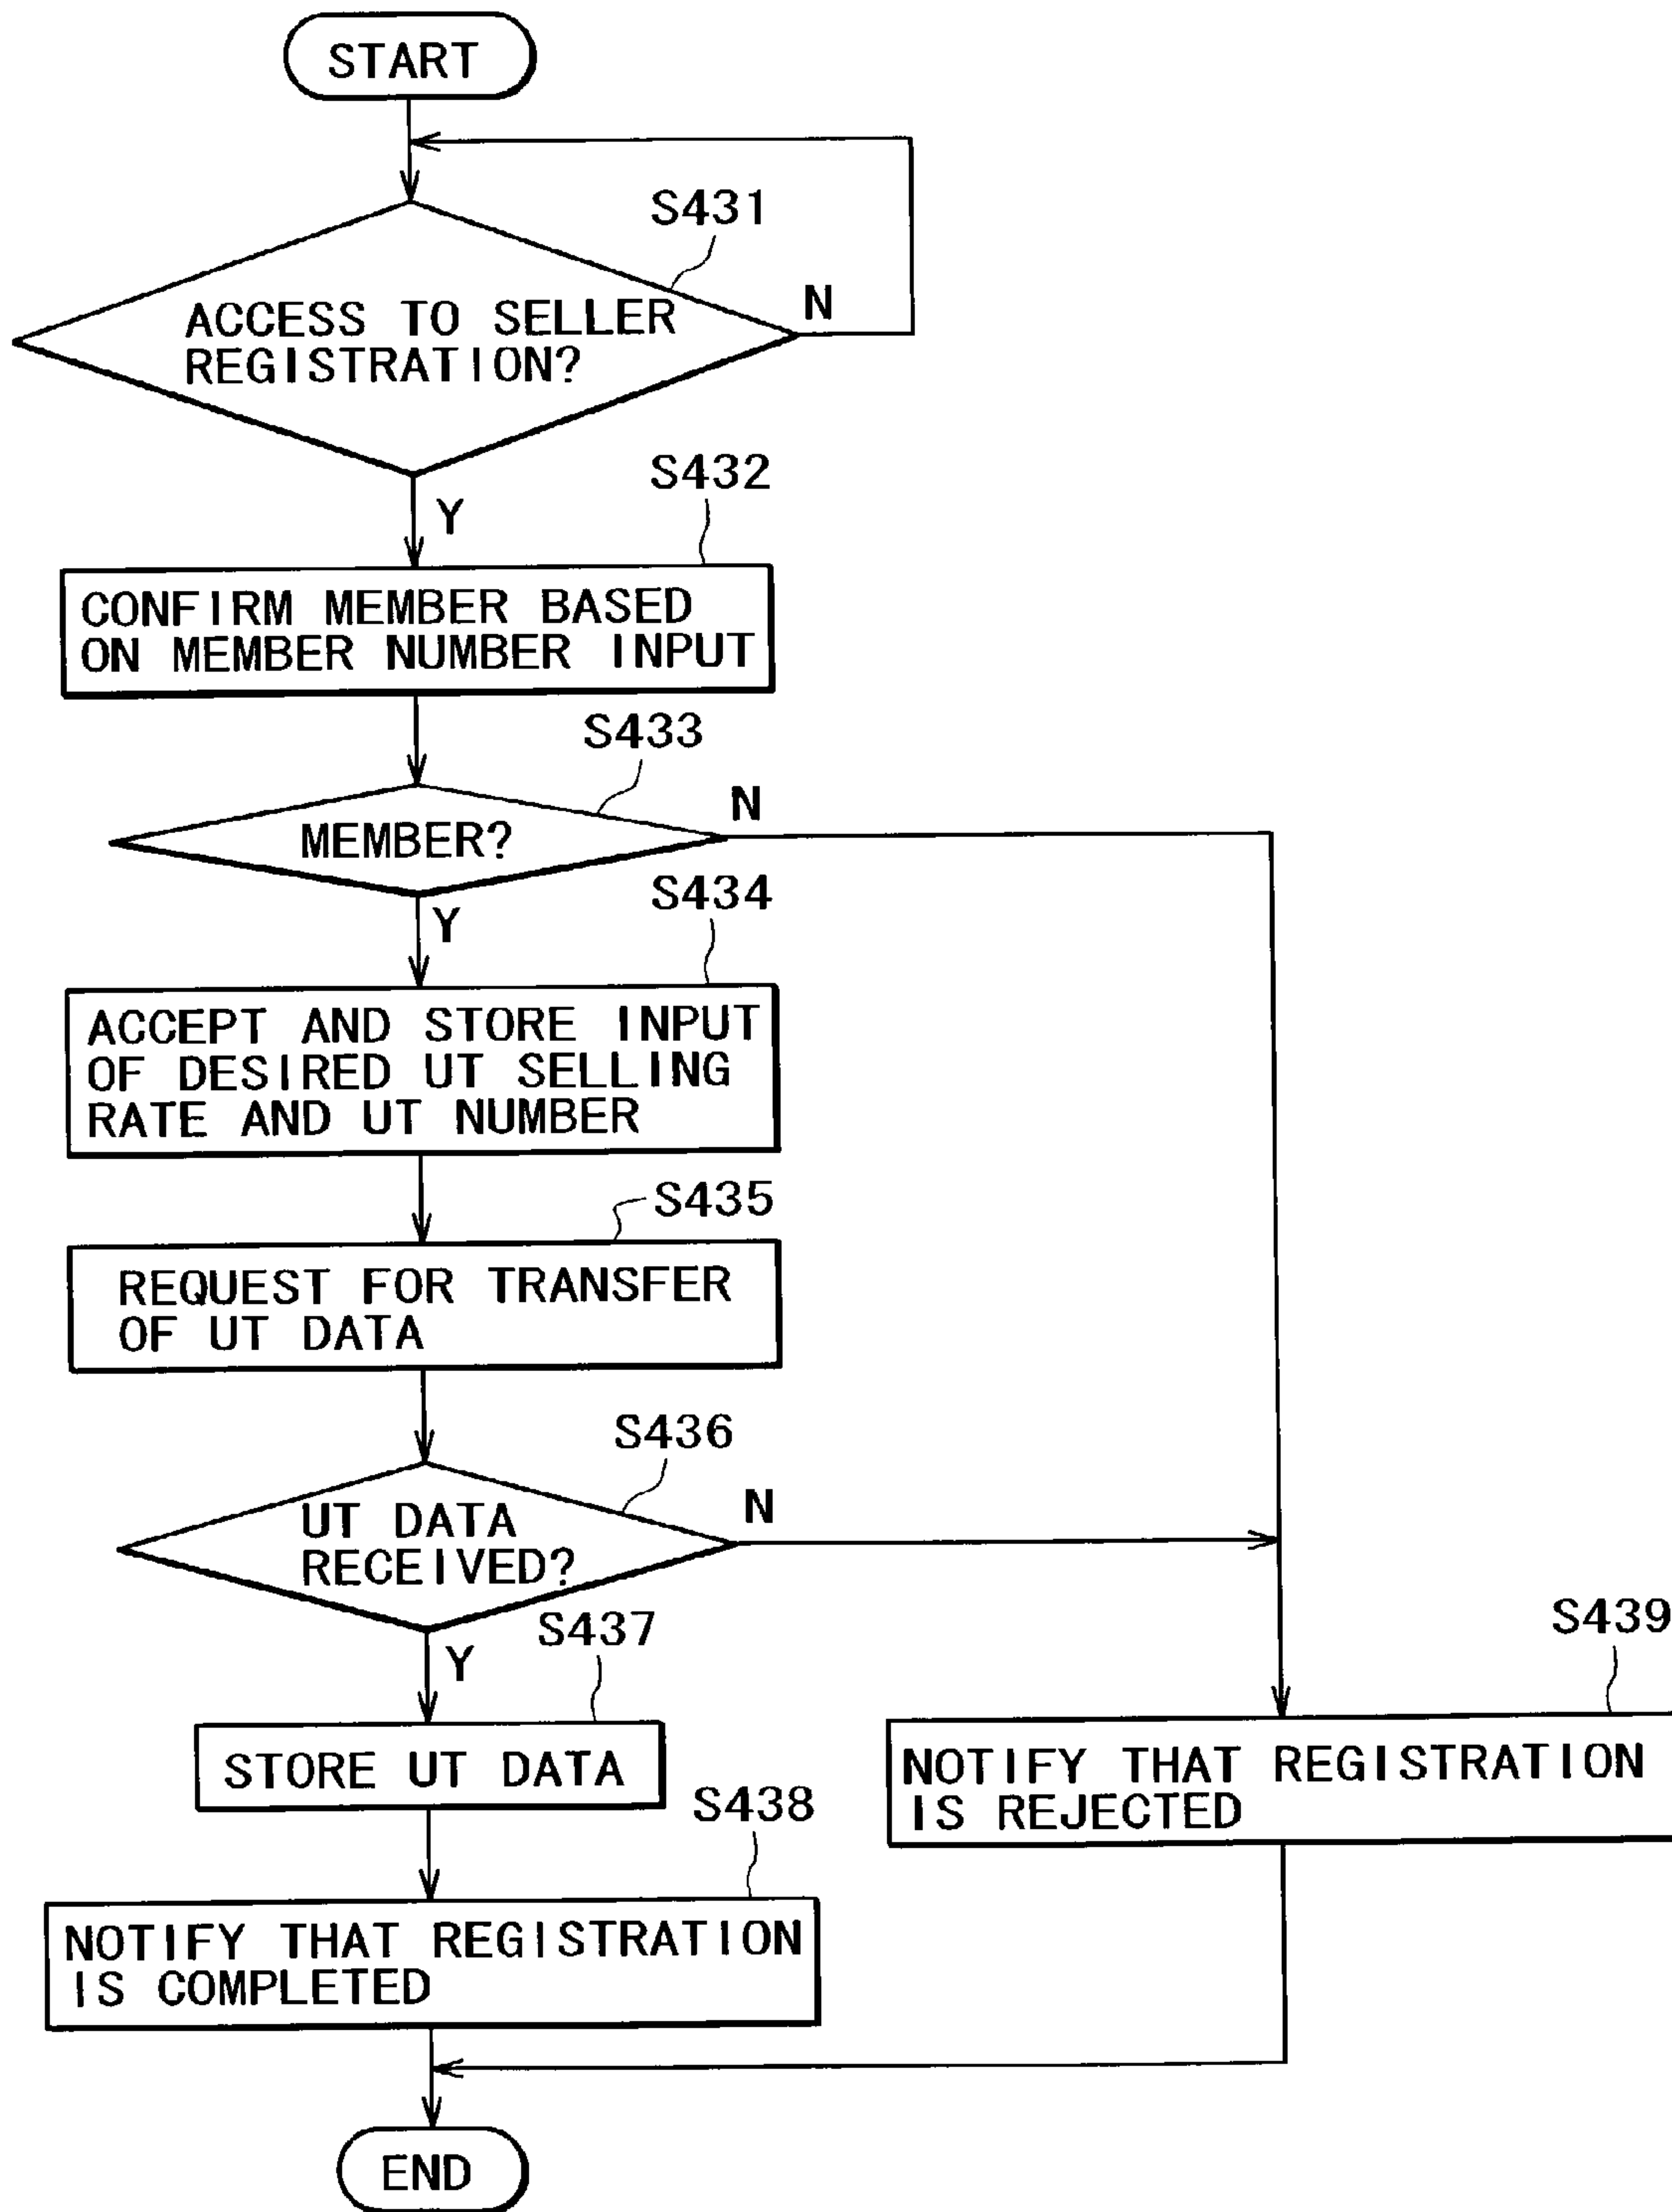 START
S431
ACCESS TO SELLER
REGISTRATION?
N
Y
S432
CONFIRM MEMBER BASED
ON MEMBER NUMBER INPUT
S433
MEMBER?
N
Y
S434
ACCEPT AND STORE INPUT
OF DESIRED UT SELLING
RATE AND UT NUMBER
S435
REQUEST FOR TRANSFER
OF UT DATA
S436
UT DATA
RECEIVED?
N
Y
S437
STORE UT DATA
S438
NOTIFY THAT REGISTRATION
IS COMPLETED
S439
NOTIFY THAT REGISTRATION
IS REJECTED
END